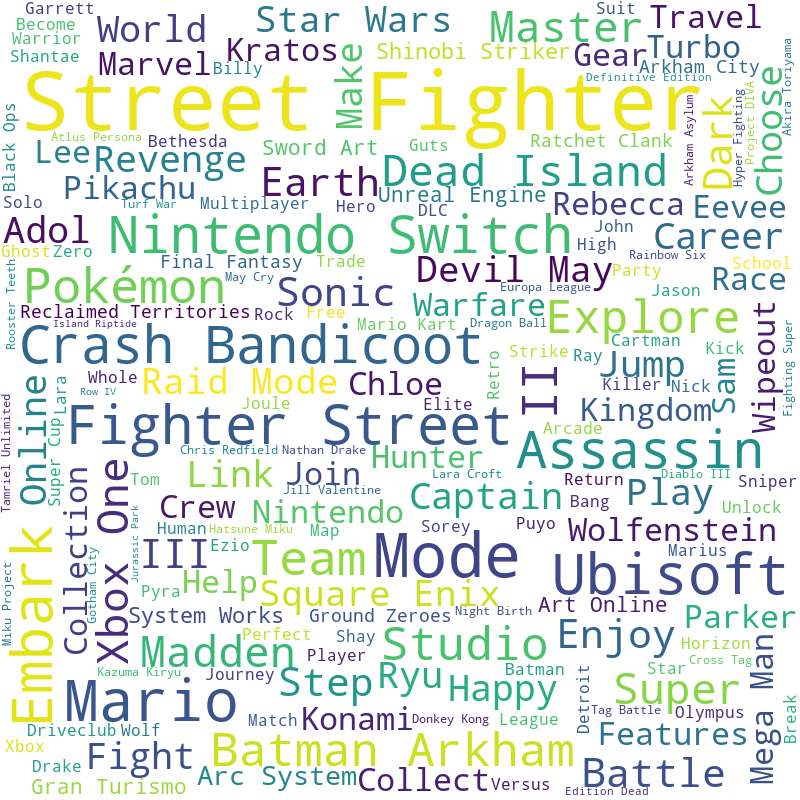 Garrett
Become
Warrior
Shantae
World
Marvel
Billy
Kratos
Star Wars
Make
Shinobi Striker
Master
Gear
Suit
Travel
Turbo
Arkham City
Definitive Edition
Akira Toriyama
Street Fighter
Black Ops
Atlus Persona
Bethesda
Lee
Revenge
Sword Art
Guts
Ratchet Clank
Arkham Asylum
Dark
Hyper Fighting
Project DIVA
Choose
Pikachu
Solo
Turf War
Multiplayer
Earth
Hero
Dead Island
Unreal Engine
DLC
Rebecca
John
Eevee
Adol
Nintendo Switch
High
Career
Ghost
Zero
Final Fantasy
Trade
Devil May
Party
Rainbow Six
School
Rooster Teeth
Pokémon
May Cry
Sonic
Europa League
Race
Reclaimed Territories
Rock
Free
Warfare
Explore
Jason
Island Riptide
Mario Kart
Dragon Ball
Cartman
Kick
Fighting Super
Crash Bandicoot
Strike
Ray
Jump
Sam
Wipeout
Whole
Raid Mode
Chloe
Retro
II
Killer
Nick
Row IV
Lara
Online
Tamriel Unlimited
Super Cup
Joule
Elite
Kingdom
Fighter Street
Arcade
Assassin
Chris Redfield
Nathan Drake
Hunter
Tom
Link
Join
Lara Croft
Return
Diablo III
Sniper
Collection
Xbox One
Jill Valentine
Captain
Bang
Play
Unlock
Crew
Nintendo
Human
Hatsune Miku
Map
Sorey
Puyo
Wolfenstein
Jurassic Park
Gotham City
Miku Project
III
Ezio
Team
Mode
Marius
Ubisoft
Pyra
Help
Square Enix
Embark
System Works
Ground Zeroes
Night Birth
Art Online
Parker
Perfect
Shay
Studio
Enjoy
Horizon
Madden
Player
Ryu
Batman
Star
Cross Tag
Kazuma Kiryu
Journey
Step
Happy
Detroit
Super
Mega Man
Mario
Konami
Donkey Kong
League
Tag Battle
Olympus
Break
Driveclub
Wolf
Match
Features
Xbox
Drake
Fight
Batman Arkham
Battle
Gran Turismo
Arc System
Collect
Versus
Edition Dead